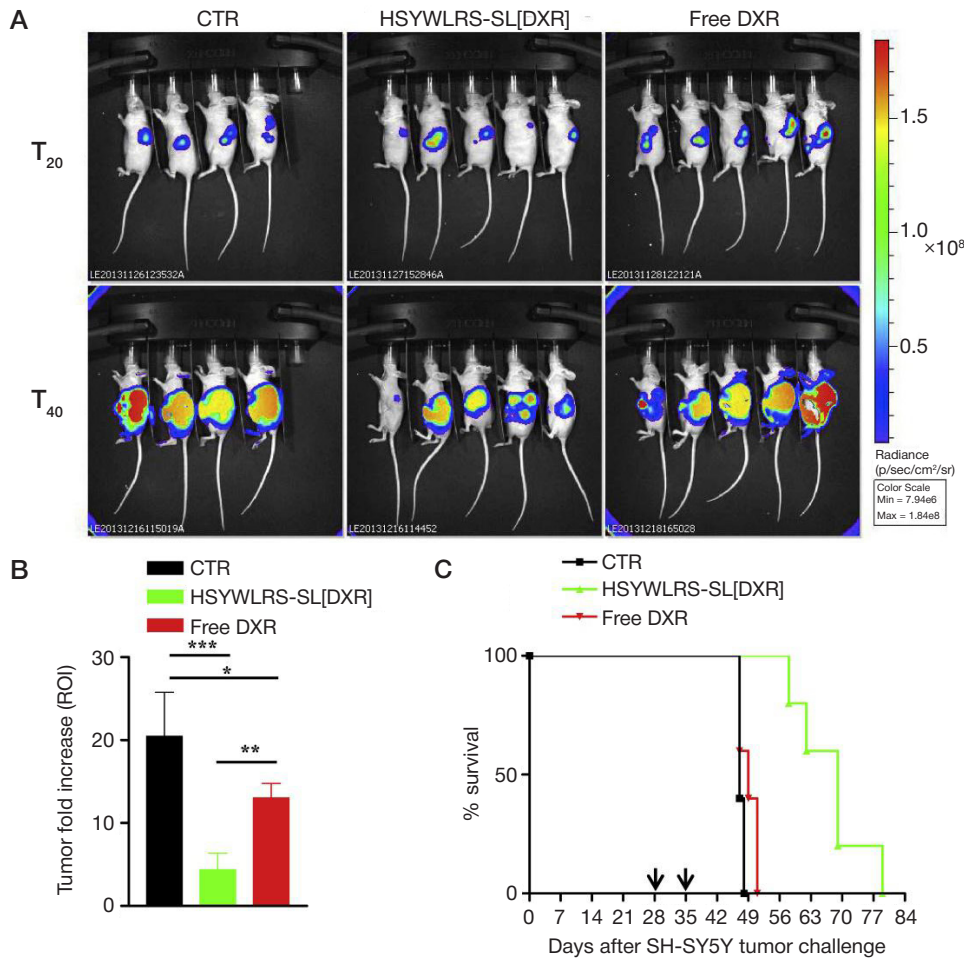 A
CTR
HSYWLRS-SL[DXR]
Free DXR
T20
LE20131126123532A
LE20131127152846A
LE20131128122121A
1.5
1.0
×10⁸
0.5
T40
LE20131216115019A
LE20131216114452
LE20131218165028
Radiance
(p/sec/cm²/sr)
Color Scale
Min = 7.94e6
Max = 1.84e8
B
CTR
HSYWLRS-SL[DXR]
Free DXR
Tumor fold increase (ROI)
30
20
10
0
***
*
**
C
CTR
HSYWLRS-SL[DXR]
Free DXR
% survival
100
50
0
0 7 14 21 28 35 42 49 56 63 70 77 84
Days after SH-SY5Y tumor challenge